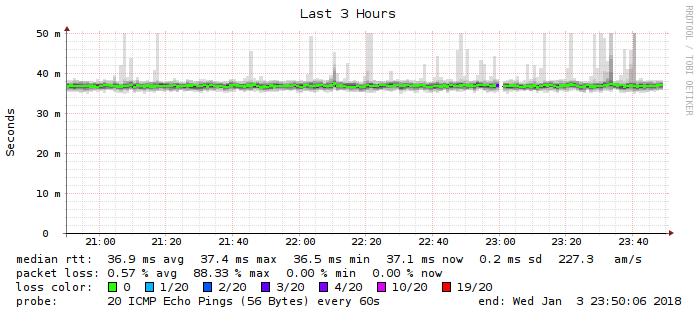 Last 3 Hours
RRDTOOL / TOBI OETIKER
Seconds
50 m
40 m
30 m
20 m
10 m
0
21:00 21:20 21:40 22:00 22:20 22:40 23:00 23:20 23:40
median rtt: 36.9 ms avg 37.4 ms max 36.5 ms min 37.1 ms now 0.2 ms sd 227.3 am/s
packet loss: 0.57 % avg 88.33 % max 0.00 % min 0.00 % now
loss color: 0 1/20 2/20 3/20 4/20 10/20 19/20
probe: 20 ICMP Echo Pings (56 Bytes) every 60s end: Wed Jan 3 23:50:06 2018